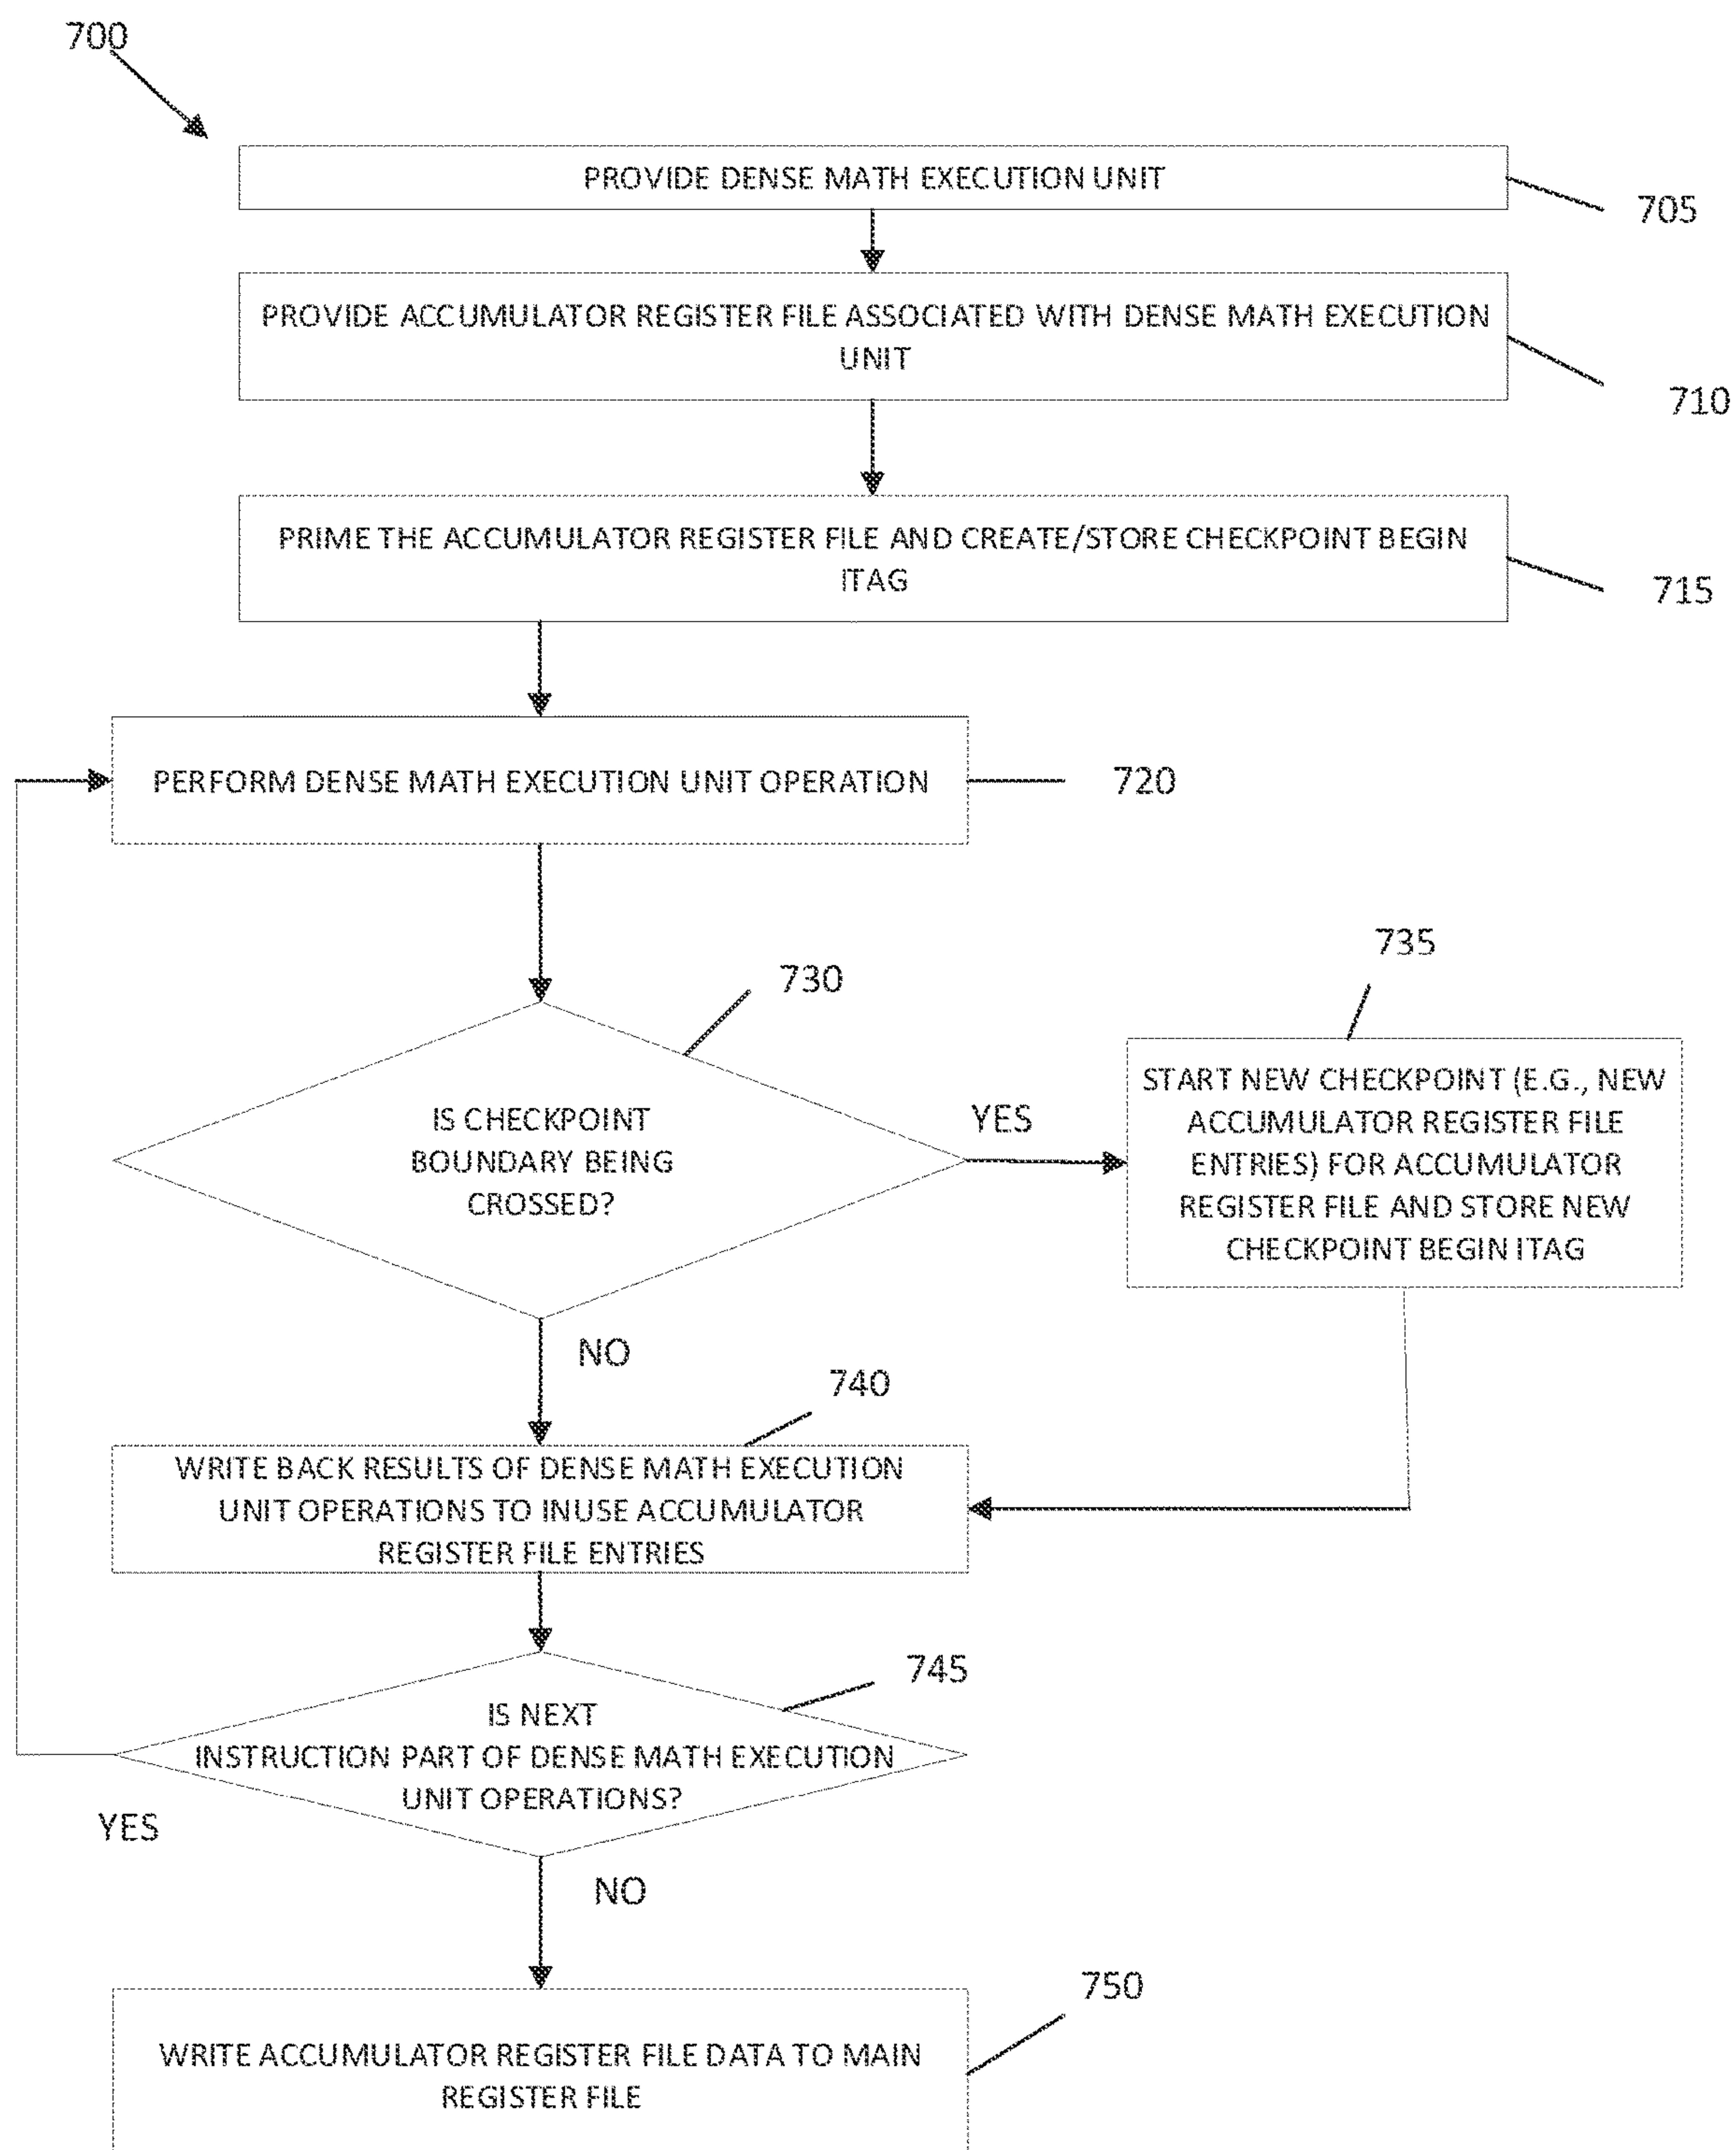 700
PROVIDE DENSE MATH EXECUTION UNIT
705
PROVIDE ACCUMULATOR REGISTER FILE ASSOCIATED WITH DENSE MATH EXECUTION
UNIT
710
PRIME THE ACCUMULATOR REGISTER FILE AND CREATE/STORE CHECKPOINT BEGIN
ITAG
715
PERFORM DENSE MATH EXECUTION UNIT OPERATION
720
730
IS CHECKPOINT
BOUNDARY BEING
CROSSED?
YES
735
START NEW CHECKPOINT (E.G., NEW
ACCUMULATOR REGISTER FILE
ENTRIES) FOR ACCUMULATOR
REGISTER FILE AND STORE NEW
CHECKPOINT BEGIN ITAG
NO
740
WRITE BACK RESULTS OF DENSE MATH EXECUTION
UNIT OPERATIONS TO INUSE ACCUMULATOR
REGISTER FILE ENTRIES
745
IS NEXT
INSTRUCTION PART OF DENSE MATH EXECUTION
UNIT OPERATIONS?
YES
NO
750
WRITE ACCUMULATOR REGISTER FILE DATA TO MAIN
REGISTER FILE